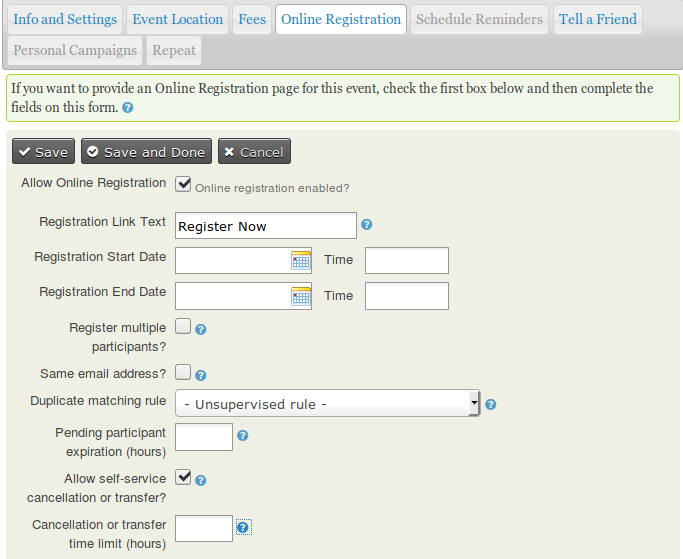 Info and Settings Event Location Fees Online Registration Schedule Reminders Tell a Friend
Personal Campaigns Repeat
If you want to provide an Online Registration page for this event, check the first box below and then complete the
fields on this form. ?
Save Save and Done Cancel
Allow Online Registration Online registration enabled?
Registration Link Text Register Now ?
Registration Start Date Time
Registration End Date Time
Register multiple ?
participants?
Same email address? ?
Duplicate matching rule - Unsupervised rule - ?
Pending participant ?
expiration (hours)
Allow self-service ?
cancellation or transfer?
Cancellation or transfer ?
time limit (hours)